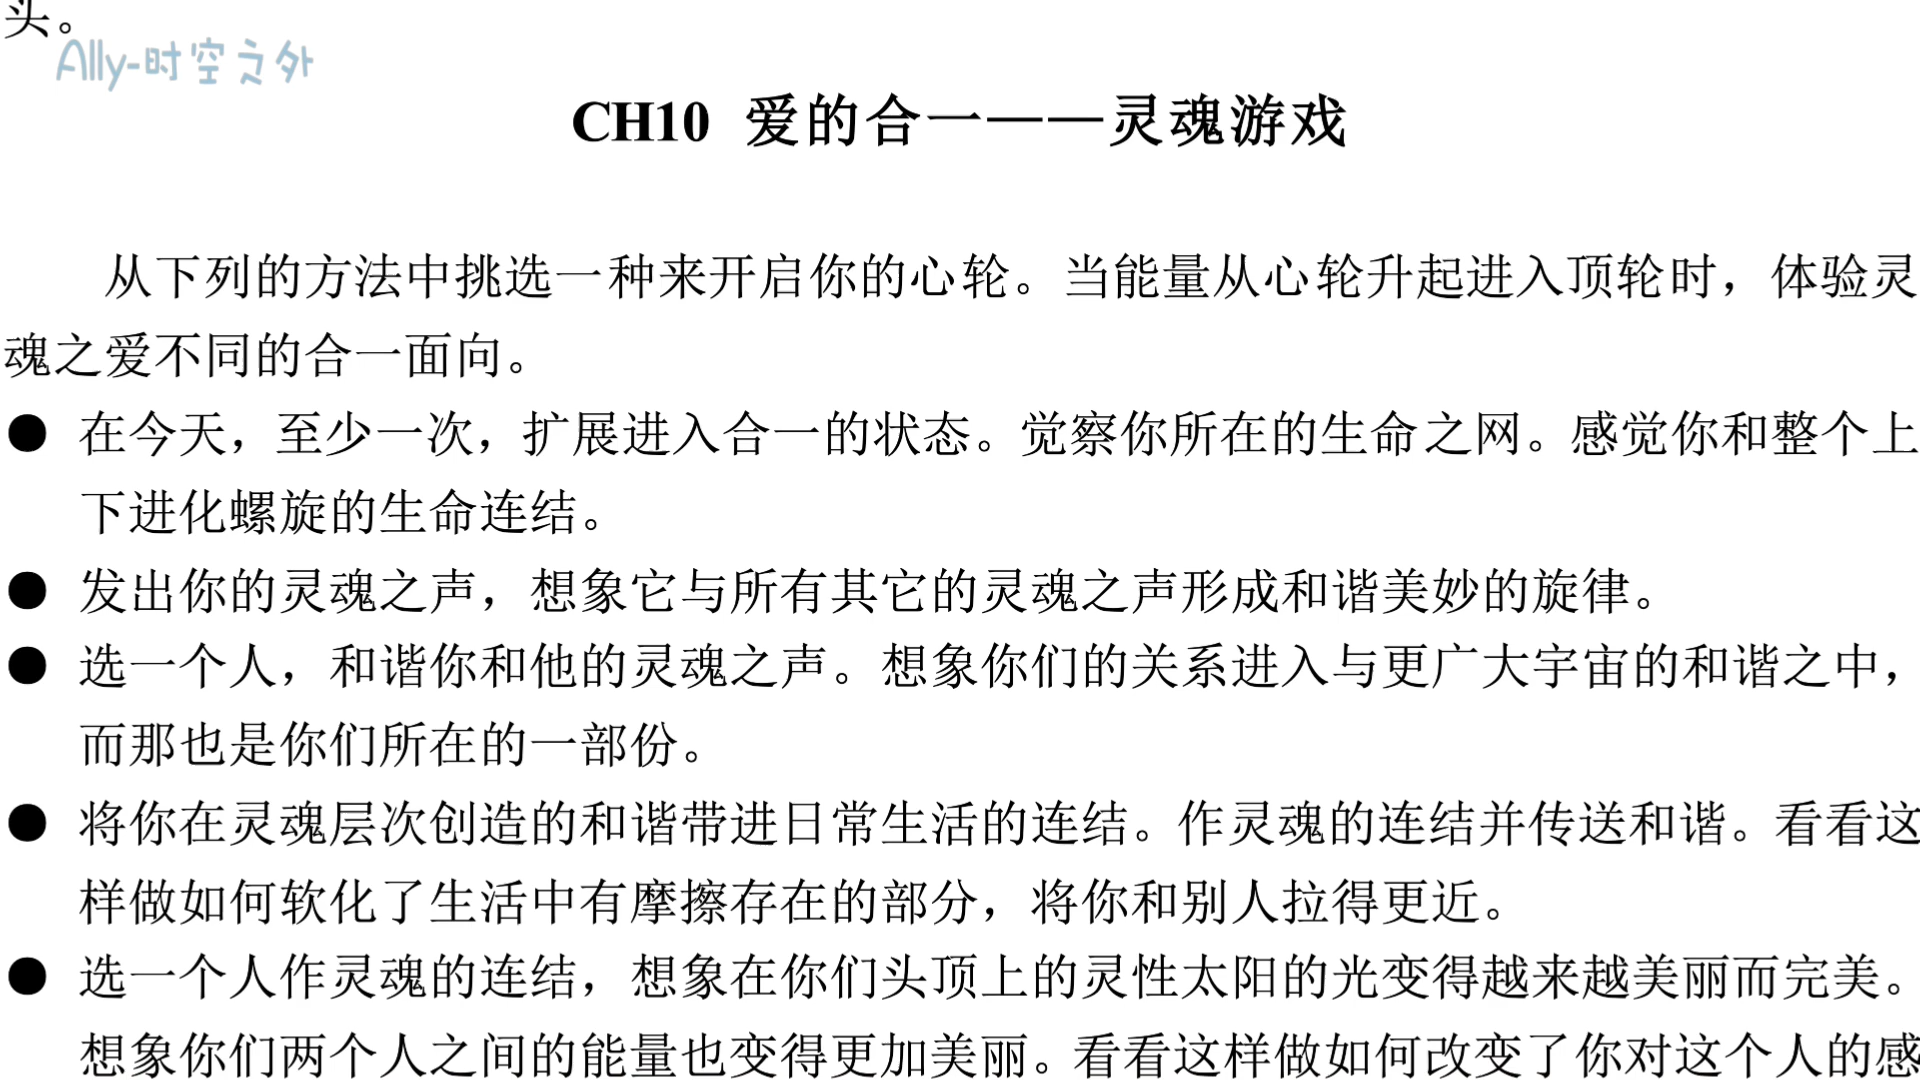 头。
Ally-时空之外
CH10 爱的合一——灵魂游戏
从下列的方法中挑选一种来开启你的心轮。当能量从心轮升起进入顶轮时，体验灵
魂之爱不同的合一面向。
● 在今天，至少一次，扩展进入合一的状态。觉察你所在的生命之网。感觉你和整个上
下进化螺旋的生命连结。
● 发出你的灵魂之声，想象它与所有其它的灵魂之声形成和谐美妙的旋律。
● 选一个人，和谐你和他的灵魂之声。想象你们的关系进入与更广大宇宙的和谐之中，
而那也是你们所在的一部份。
● 将你在灵魂层次创造的和谐带进日常生活的连结。作灵魂的连结并传送和谐。看看这
样做如何软化了生活中有摩擦存在的部分，将你和别人拉得更近。
● 选一个人作灵魂的连结，想象在你们头顶上的灵性太阳的光变得越来越美丽而完美。
想象你们两个人之间的能量也变得更加美丽。看看这样做如何改变了你对这个人的感